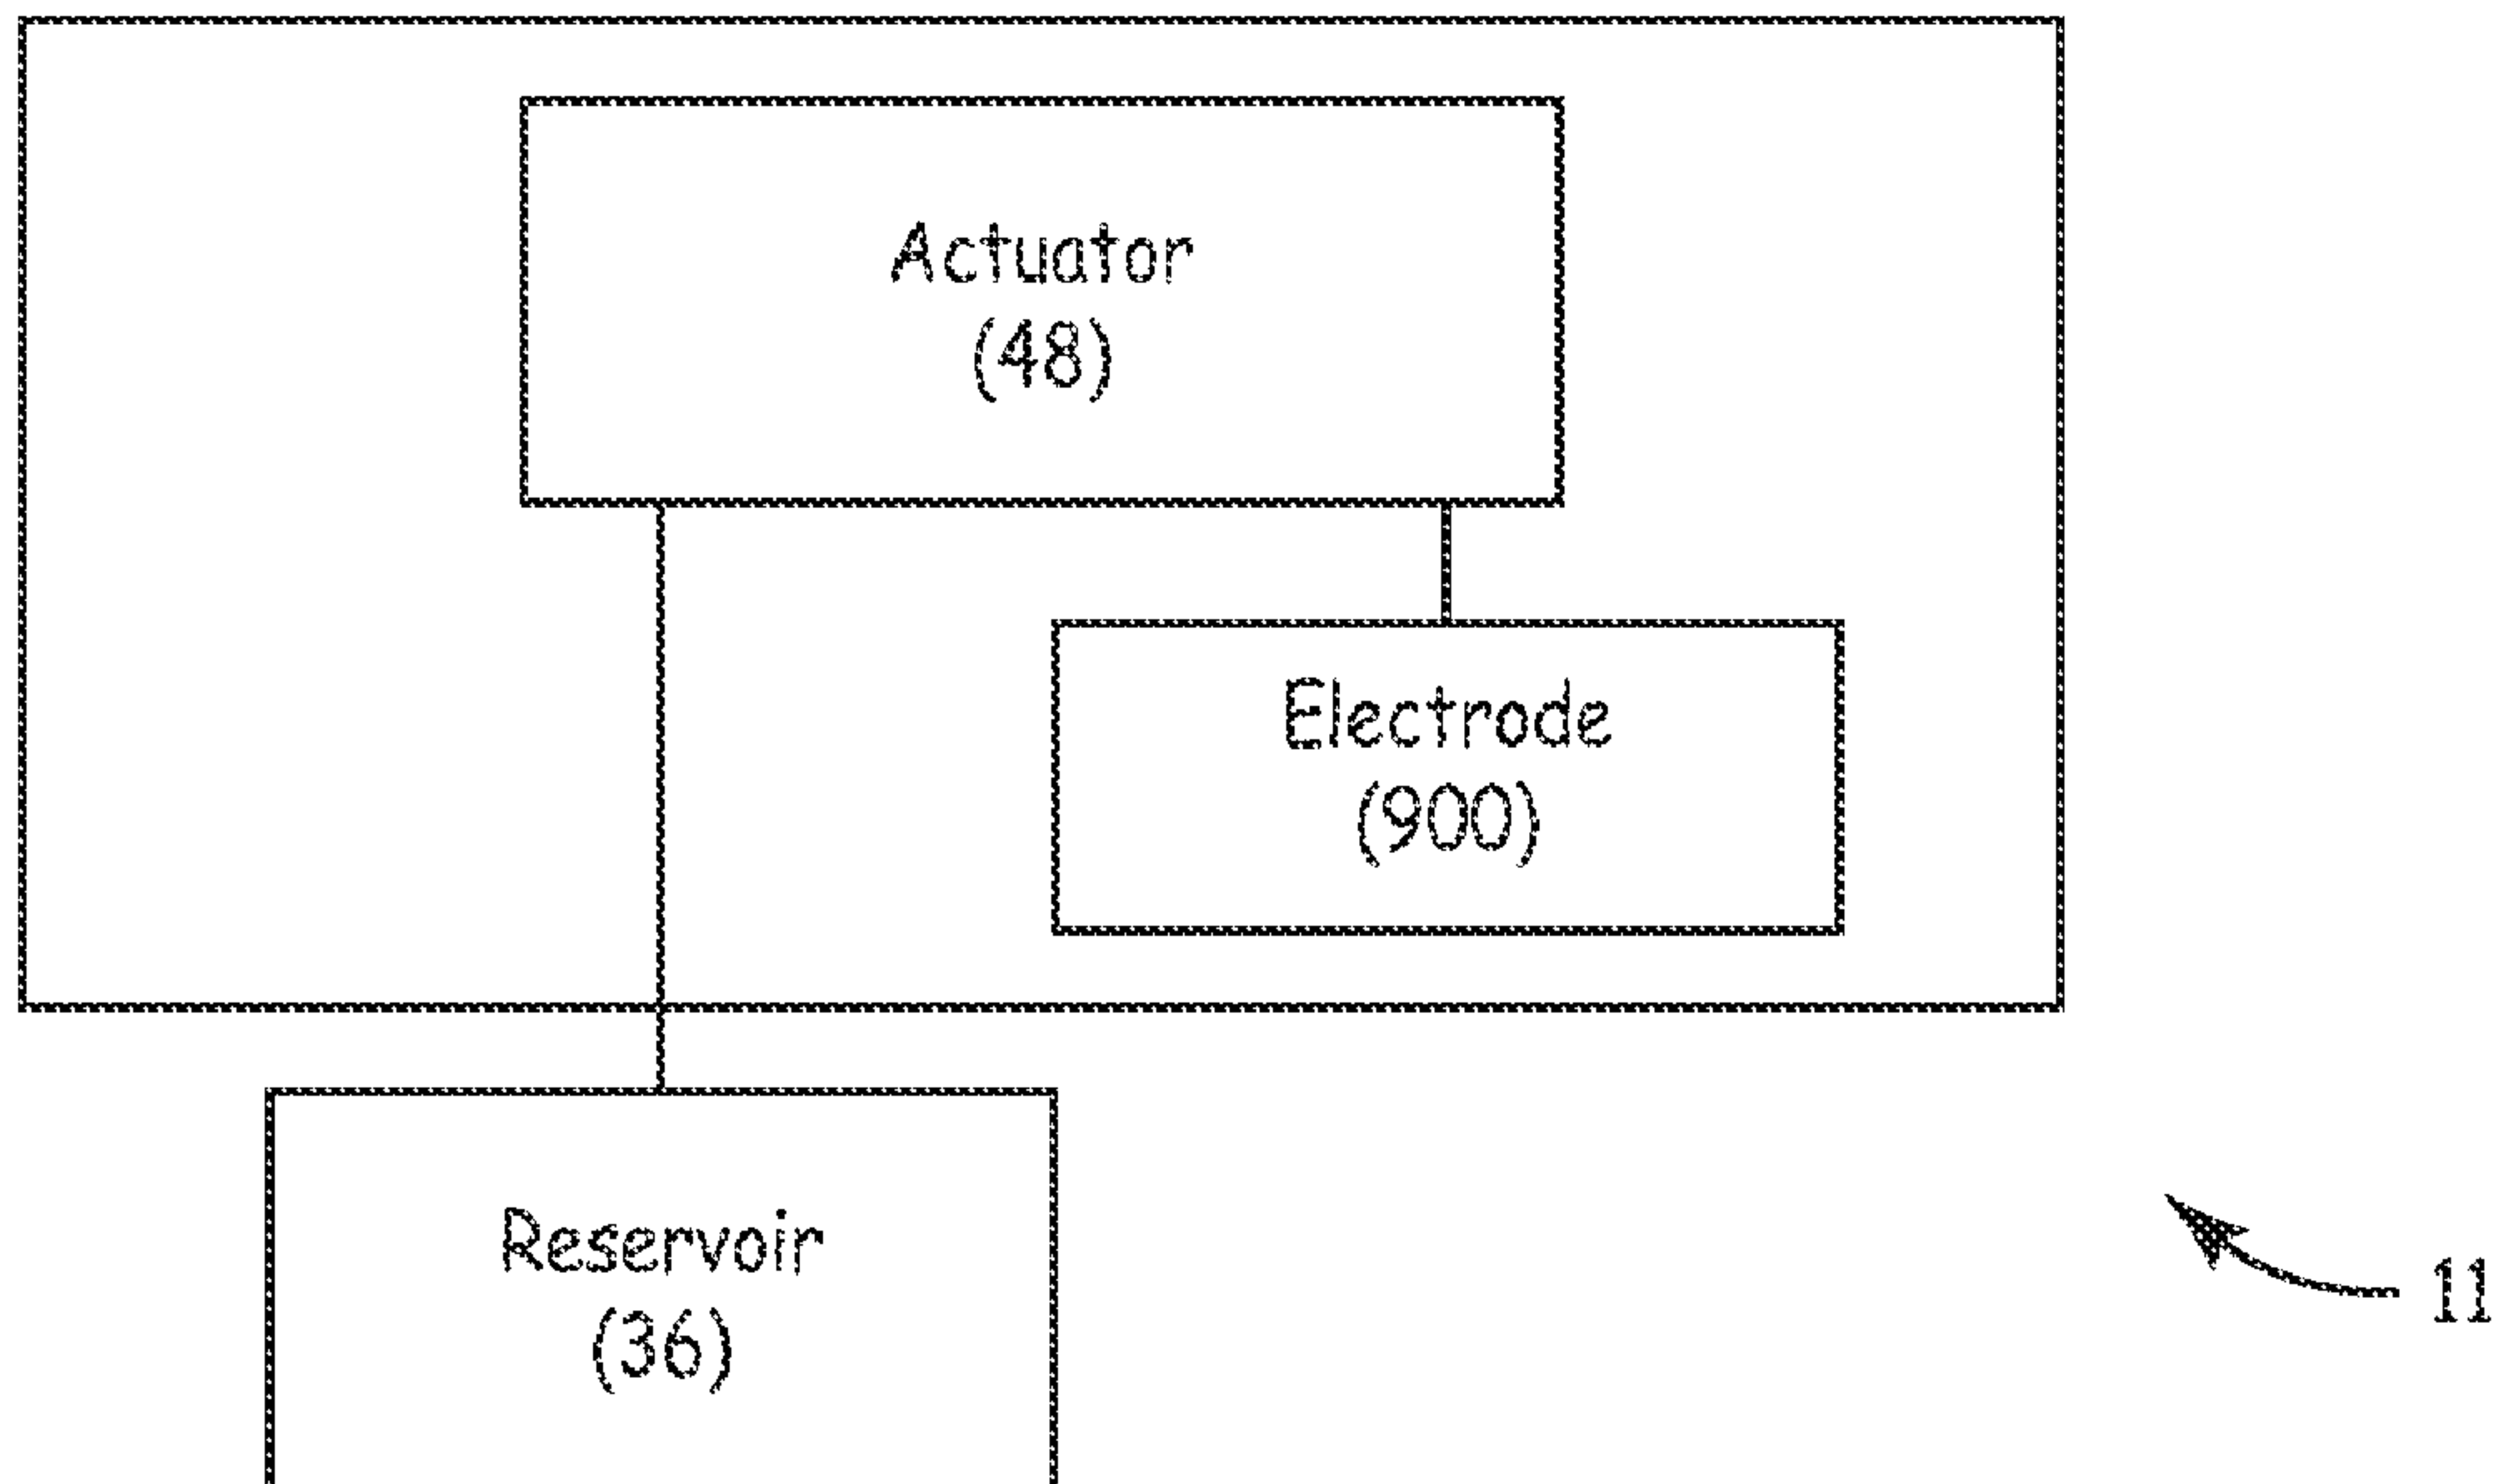 Actuator
(48)
Electrode
(900)
Reservoir
(36)
11